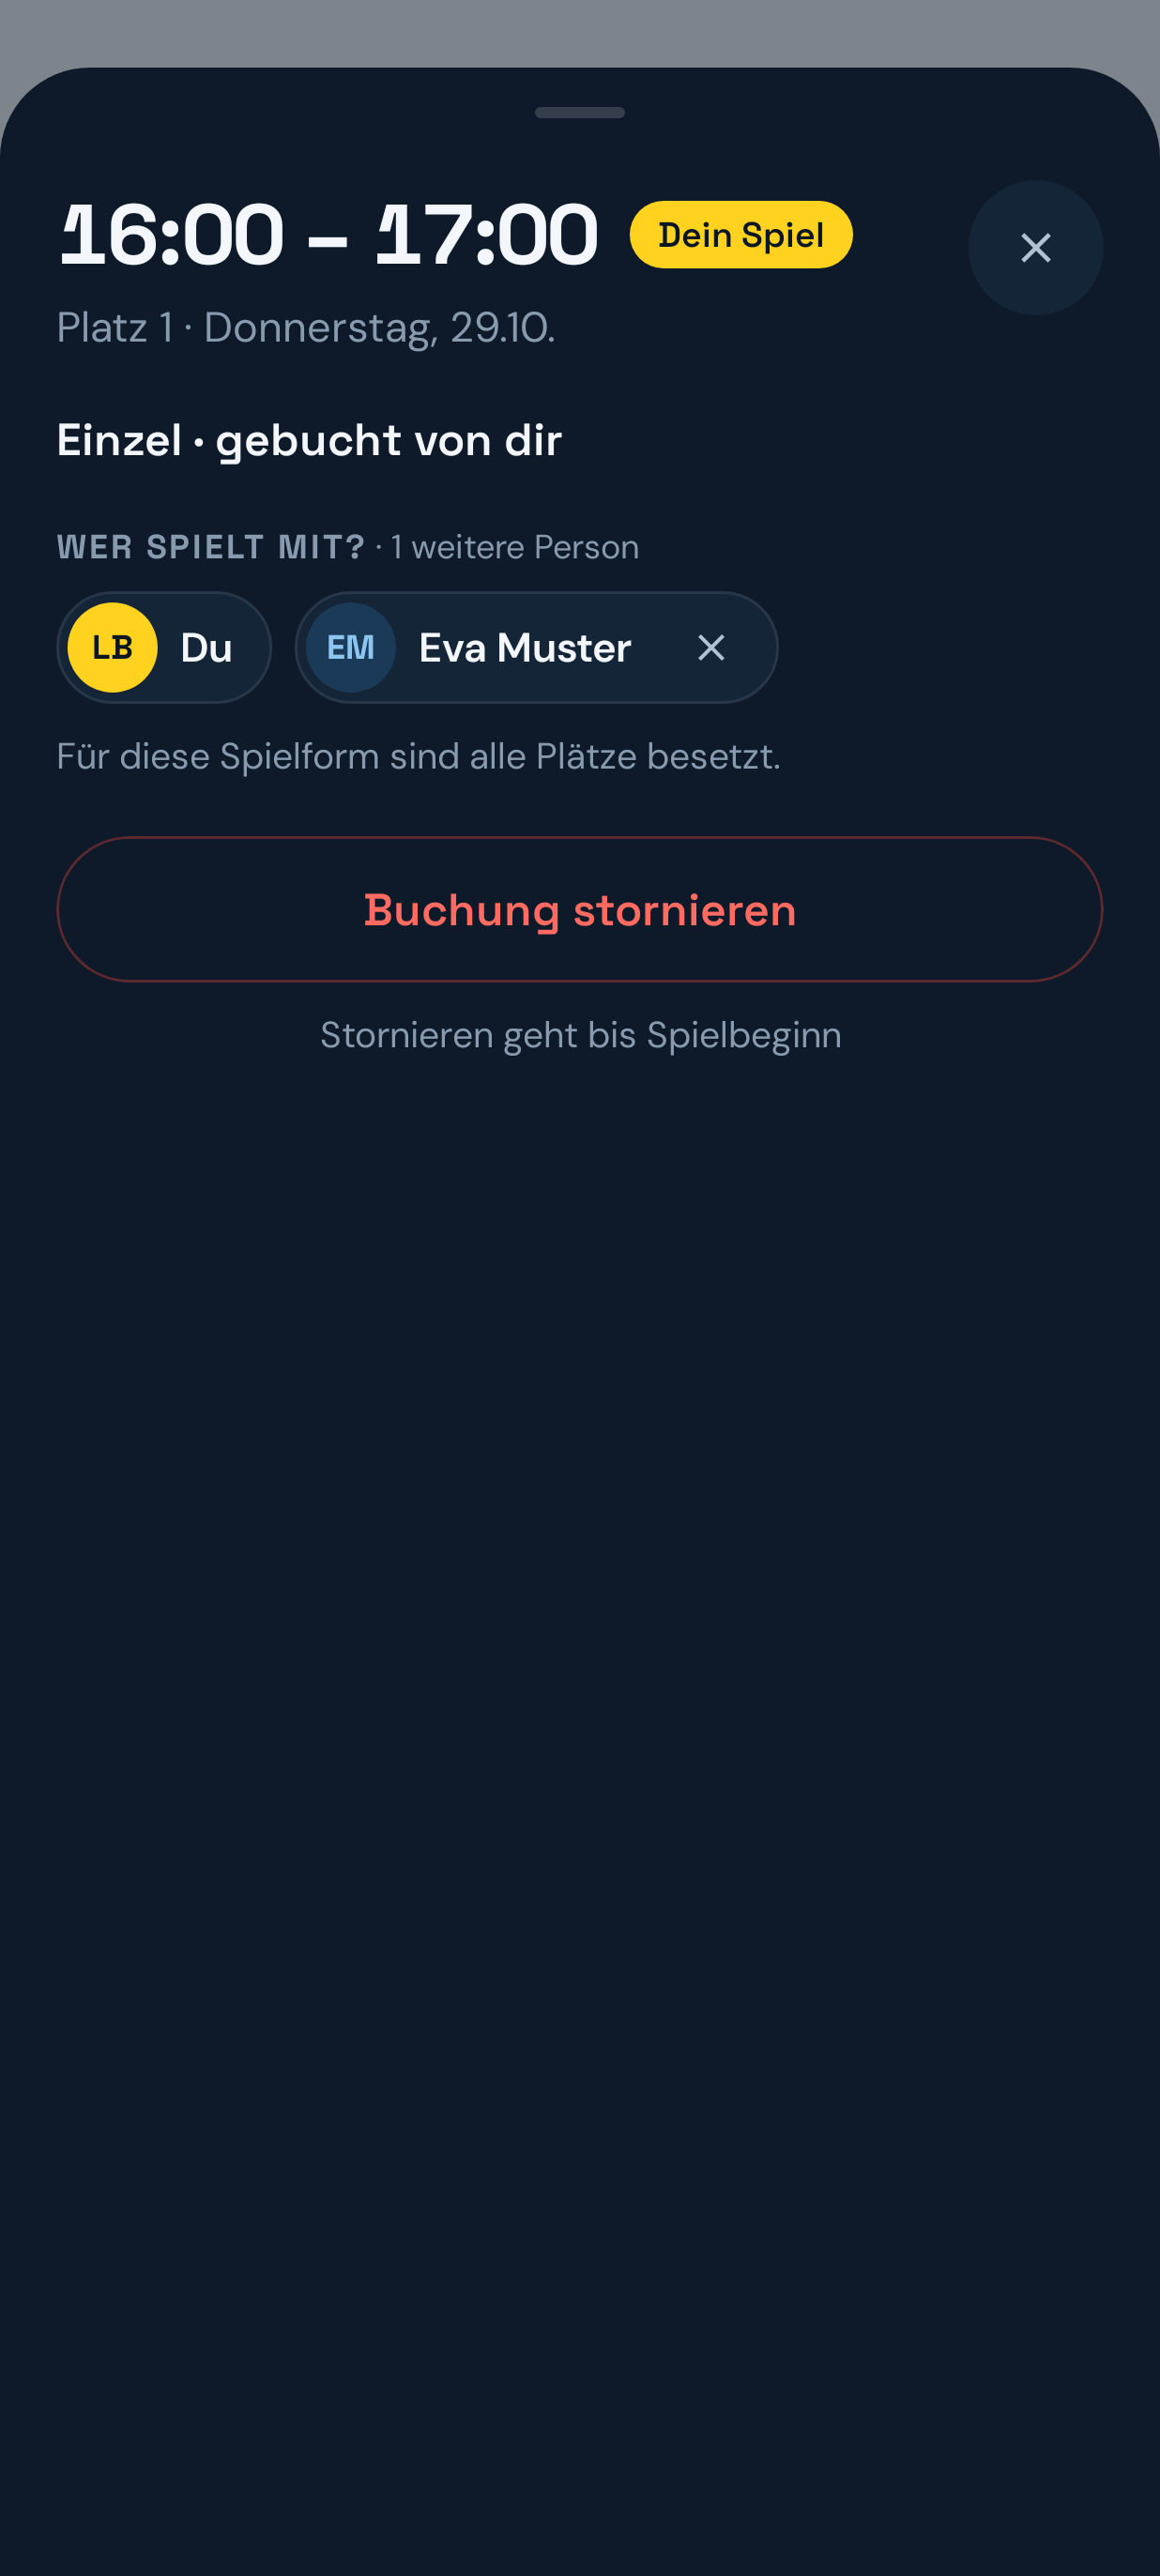 16:00 – 17:00 Dein Spiel
Platz 1 · Donnerstag, 29.10.
Einzel · gebucht von dir
WER SPIELT MIT? · 1 weitere Person
LB Du EM Eva Muster
Für diese Spielform sind alle Plätze besetzt.
Buchung stornieren
Stornieren geht bis Spielbeginn